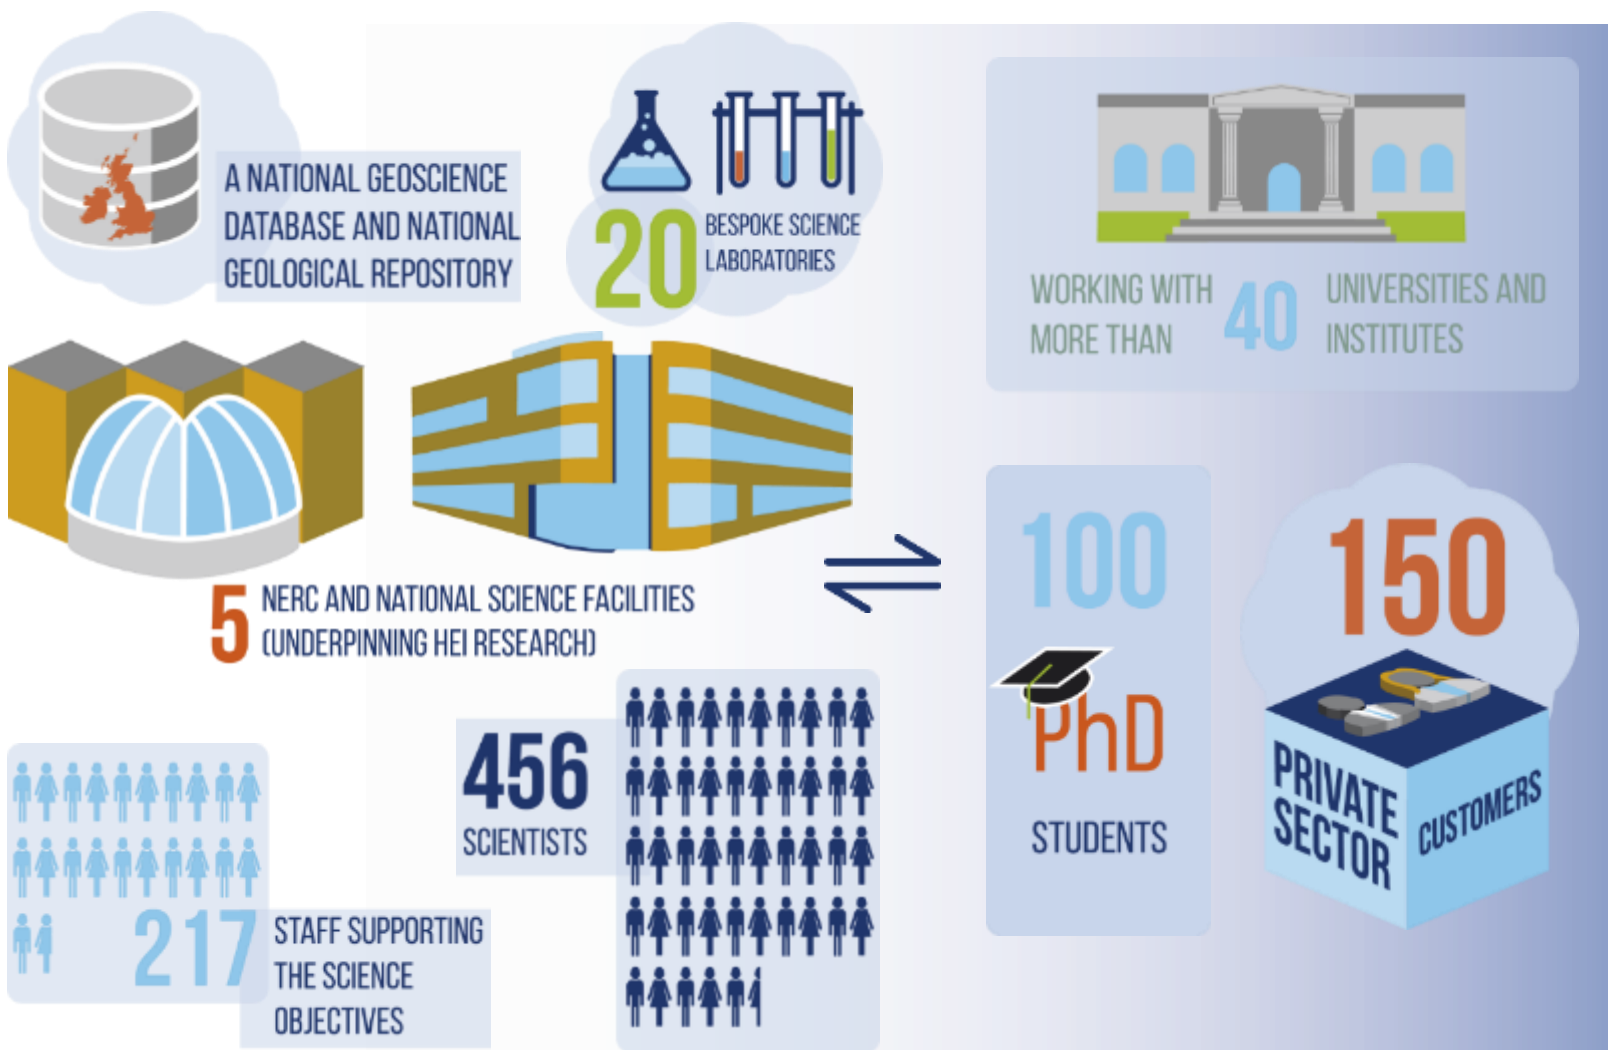 A NATIONAL GEOSCIENCE
DATABASE AND NATIONAL
GEOLOGICAL REPOSITORY
20 BESPOKE SCIENCE
LABORATORIES
WORKING WITH
MORE THAN
40
UNIVERSITIES AND
INSTITUTES
5 NERC AND NATIONAL SCIENCE FACILITIES
(UNDERPINNING HEI RESEARCH)
217
STAFF SUPPORTING
THE SCIENCE
OBJECTIVES
456
SCIENTISTS
100
PhD
STUDENTS
150
PRIVATE
SECTOR
CUSTOMERS